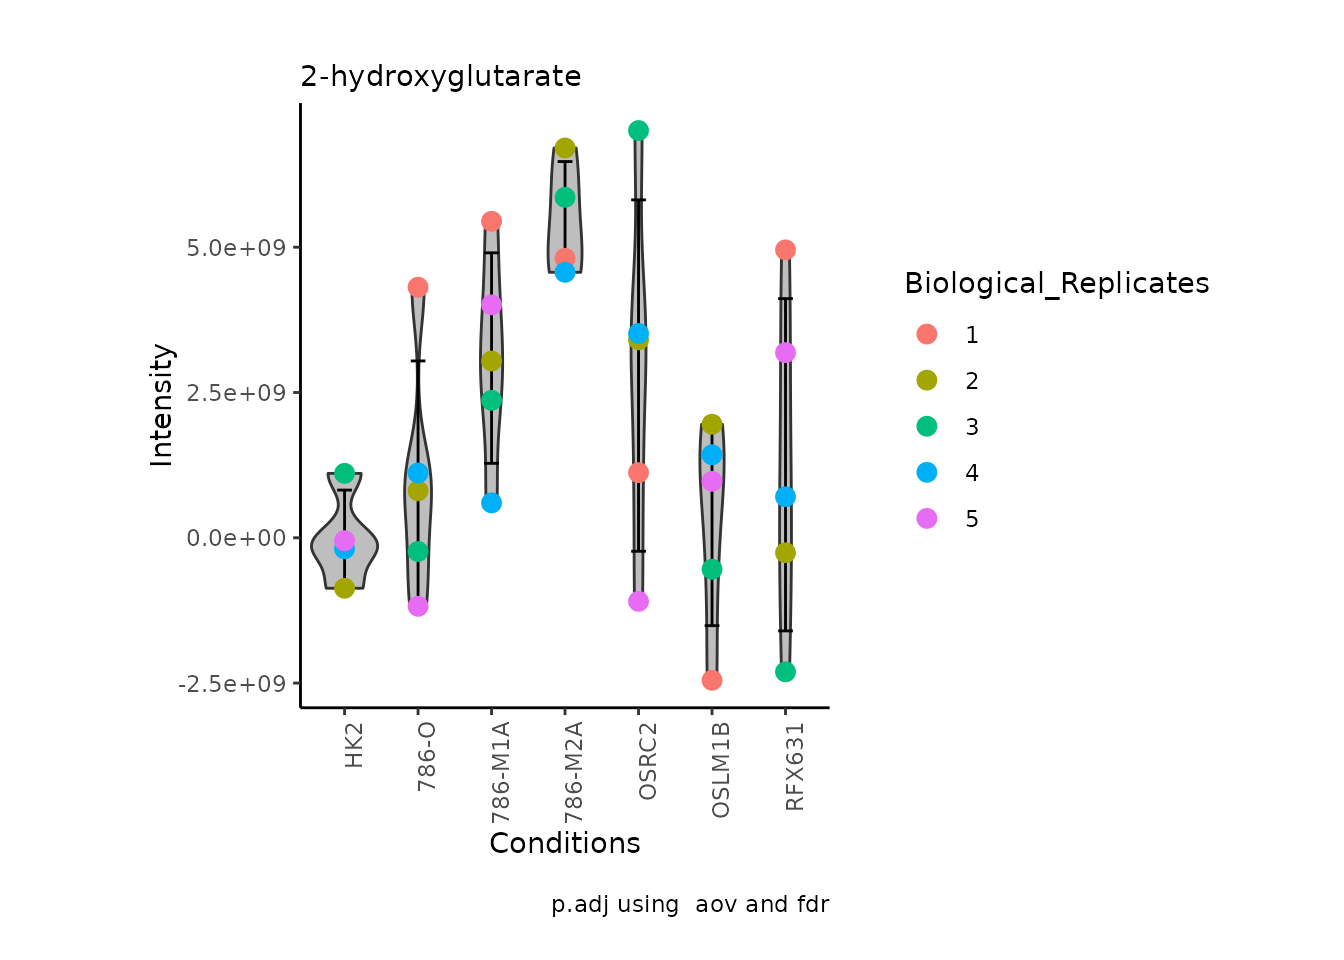 2-hydroxyglutarate
Intensity
5.0e+09
2.5e+09
0.0e+00
-2.5e+09
HK2
786-O
786-M1A
786-M2A
OSRC2
OSLM1B
RFX631
Conditions
Biological_Replicates
1
2
3
4
5
p.adj using  aov and fdr